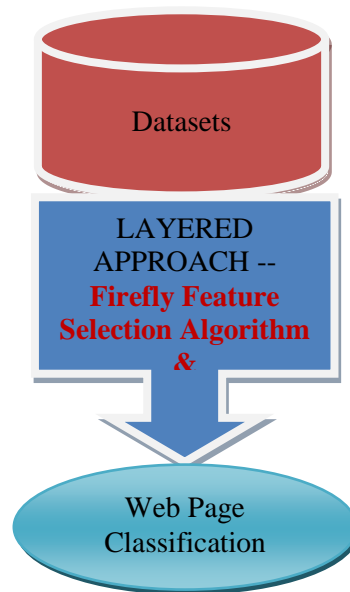 Datasets
LAYERED
APPROACH --
Firefly Feature
Selection Algorithm
&
Web Page
Classification